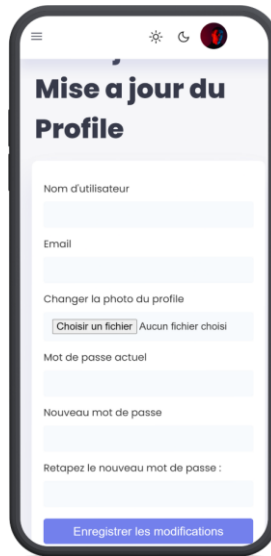 Mise a jour du
Profile
Nom d'utilisateur
Email
Changer la photo du profile
Choisir un fichier Aucun fichier choisi
Mot de passe actuel
Nouveau mot de passe
Retapez le nouveau mot de passe :
Enregistrer les modifications